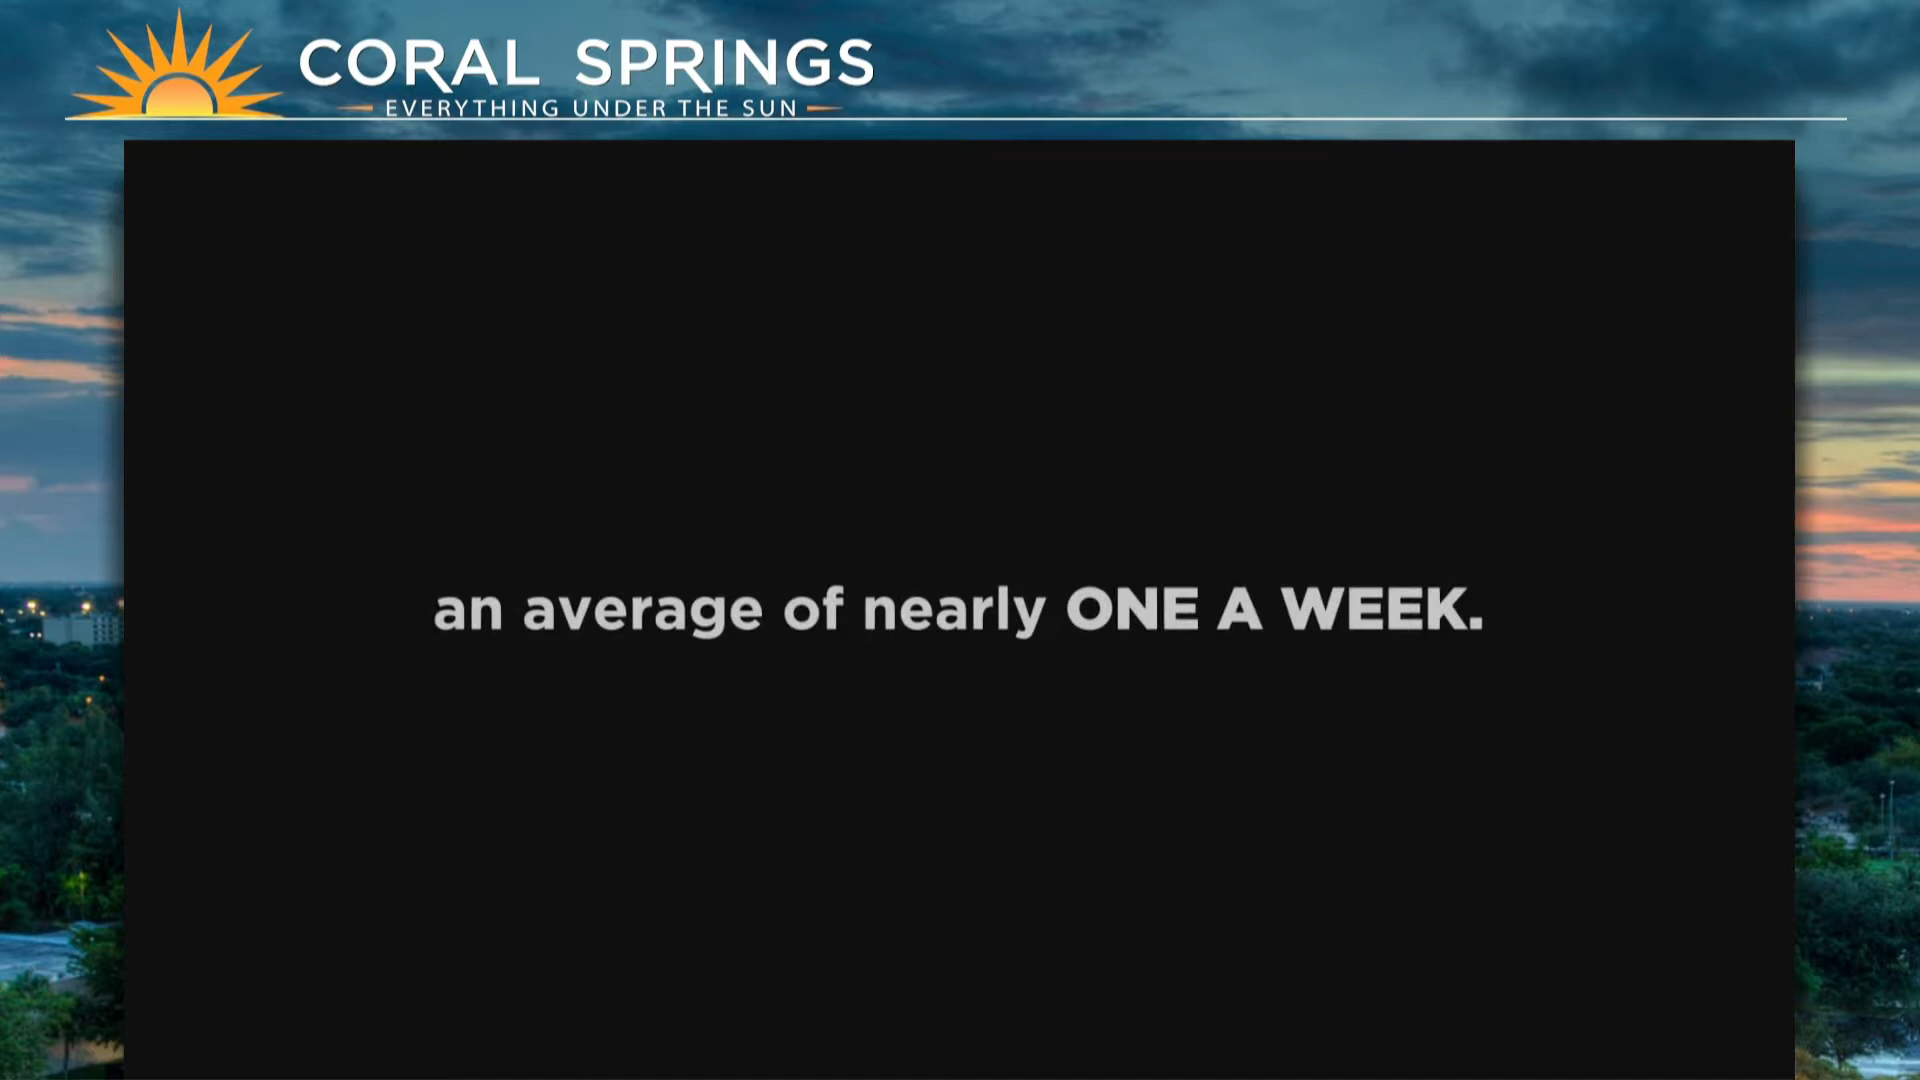 CORAL SPRINGS
EVERYTHING UNDER THE SUN
an average of nearly ONE A WEEK.